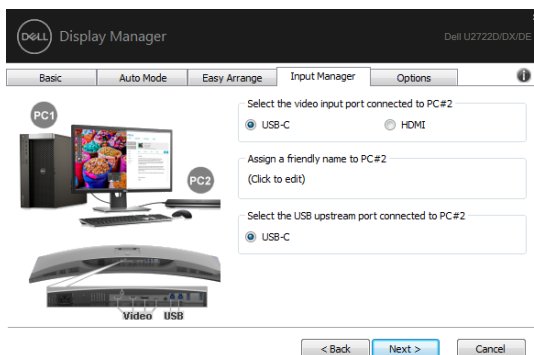 DELL Display Manager
Dell U2722D/DX/DE
Basic Auto Mode Easy Arrange Input Manager Options
PC1
PC2
Video USB
Select the video input port connected to PC#2
USB-C HDMI
Assign a friendly name to PC#2
(Click to edit)
Select the USB upstream port connected to PC#2
USB-C
< Back Next > Cancel